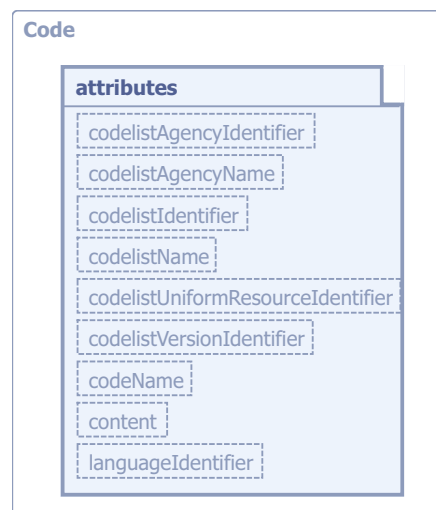 Code
attributes
codelistAgencyIdentifier
codelistAgencyName
codelistIdentifier
codelistName
codelistUniformResourceIdentifier
codelistVersionIdentifier
codeName
content
languageIdentifier